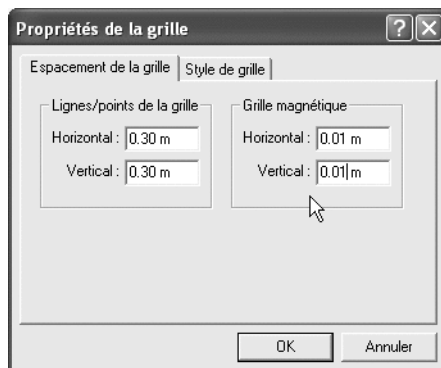 Propriétés de la grille
Espacement de la grille Style de grille
Lignes/points de la grille Grille magnétique
Horizontal : 0.30 m Horizontal : 0.01 m
Vertical : 0.30 m Vertical : 0.01 m
OK Annuler